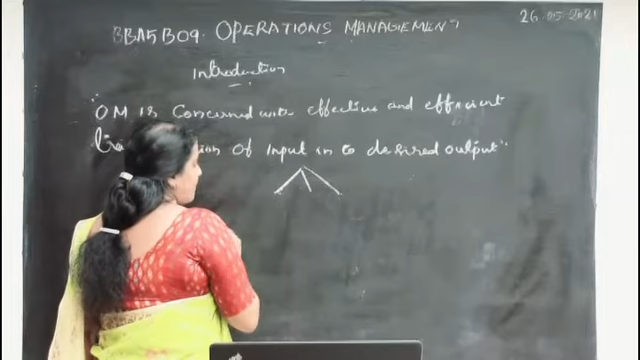 BBA5B09. OPERATIONS MANAGEMENT
26.05.2021
Introduction
OM is Concerned with effective and efficient
of Input in to desired output"